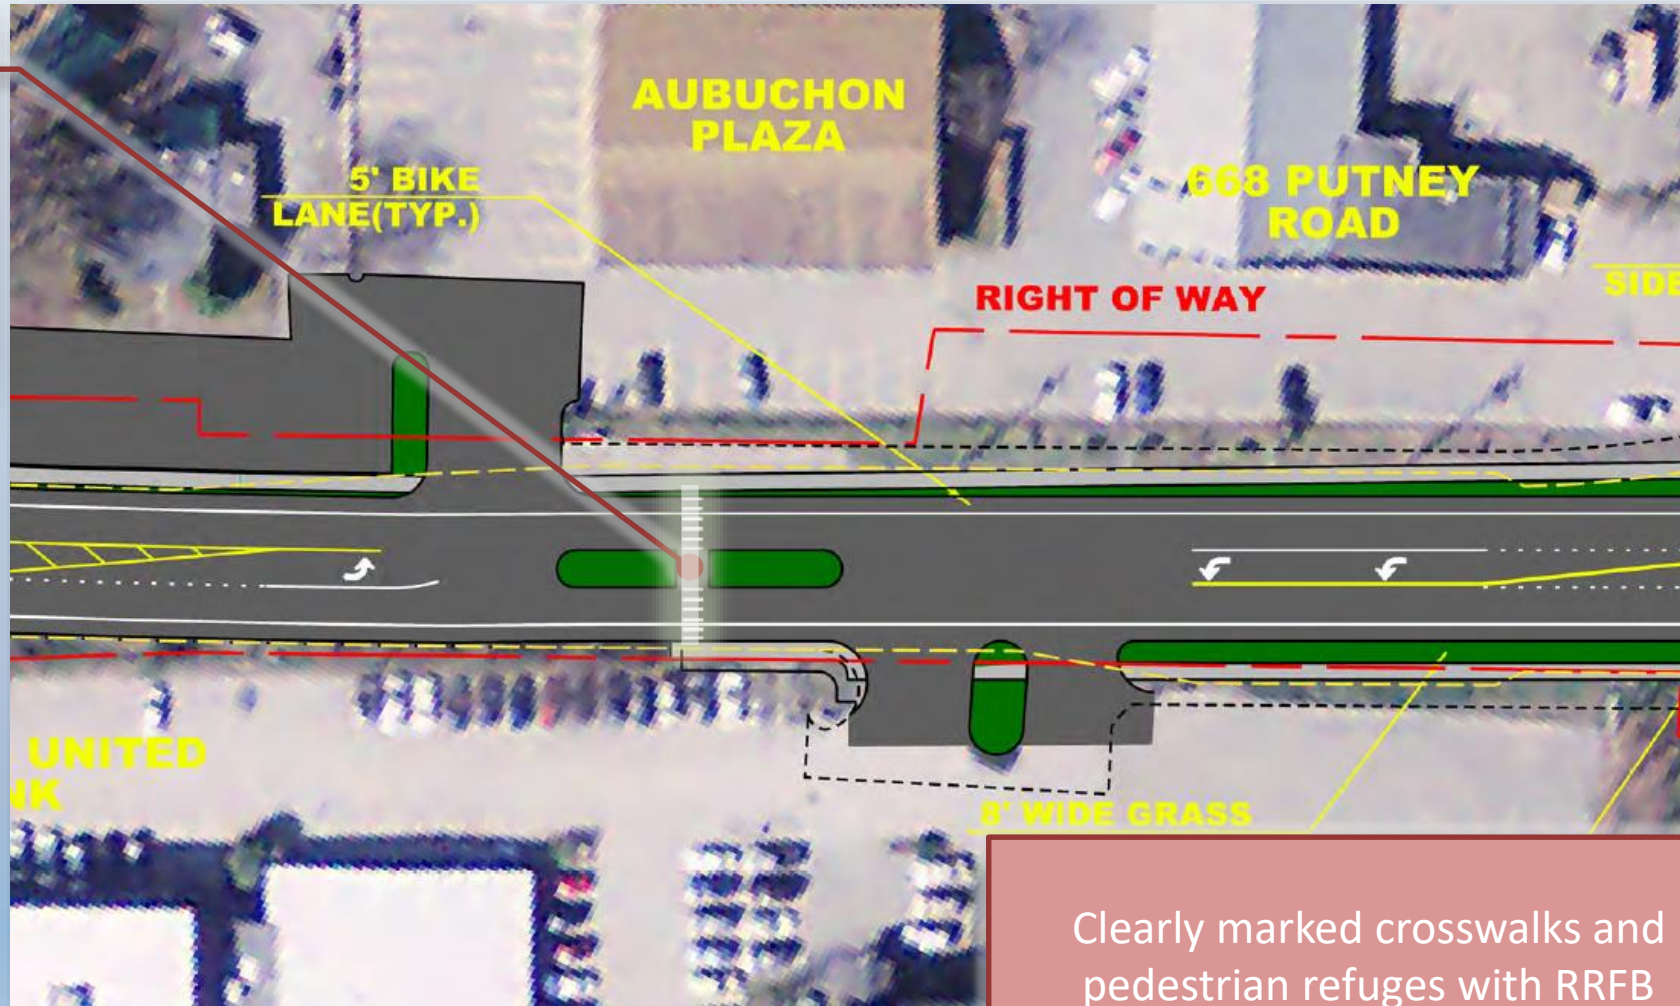 AUBUCHON
PLAZA
5' BIKE
LANE(TYP.)
668 PUTNEY
ROAD
RIGHT OF WAY
UNITED
8' WIDE GRASS
Clearly marked crosswalks and
pedestrian refuges with RRFB